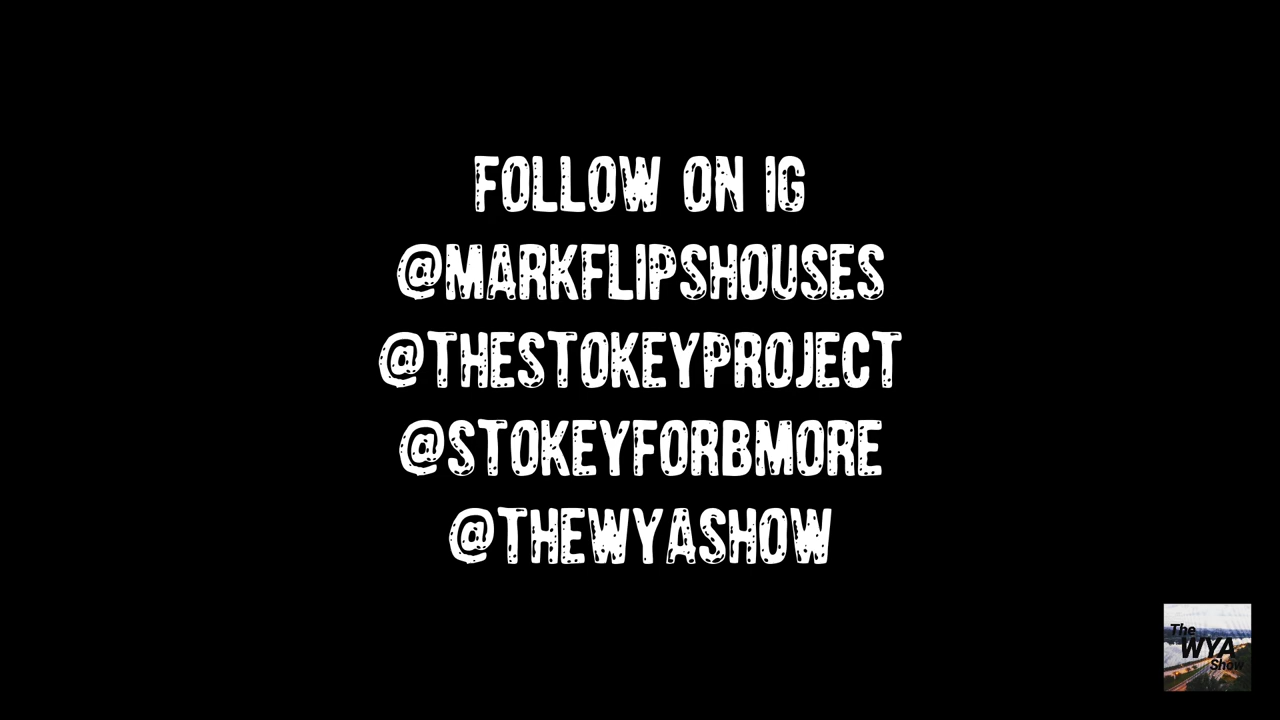 FOLLOW ON IG
@MARKFLIPSHOUSES
@THESTOKEYPROJECT
@STOKEYFORBMORE
@THEWYASHOW
The
WYA
Show